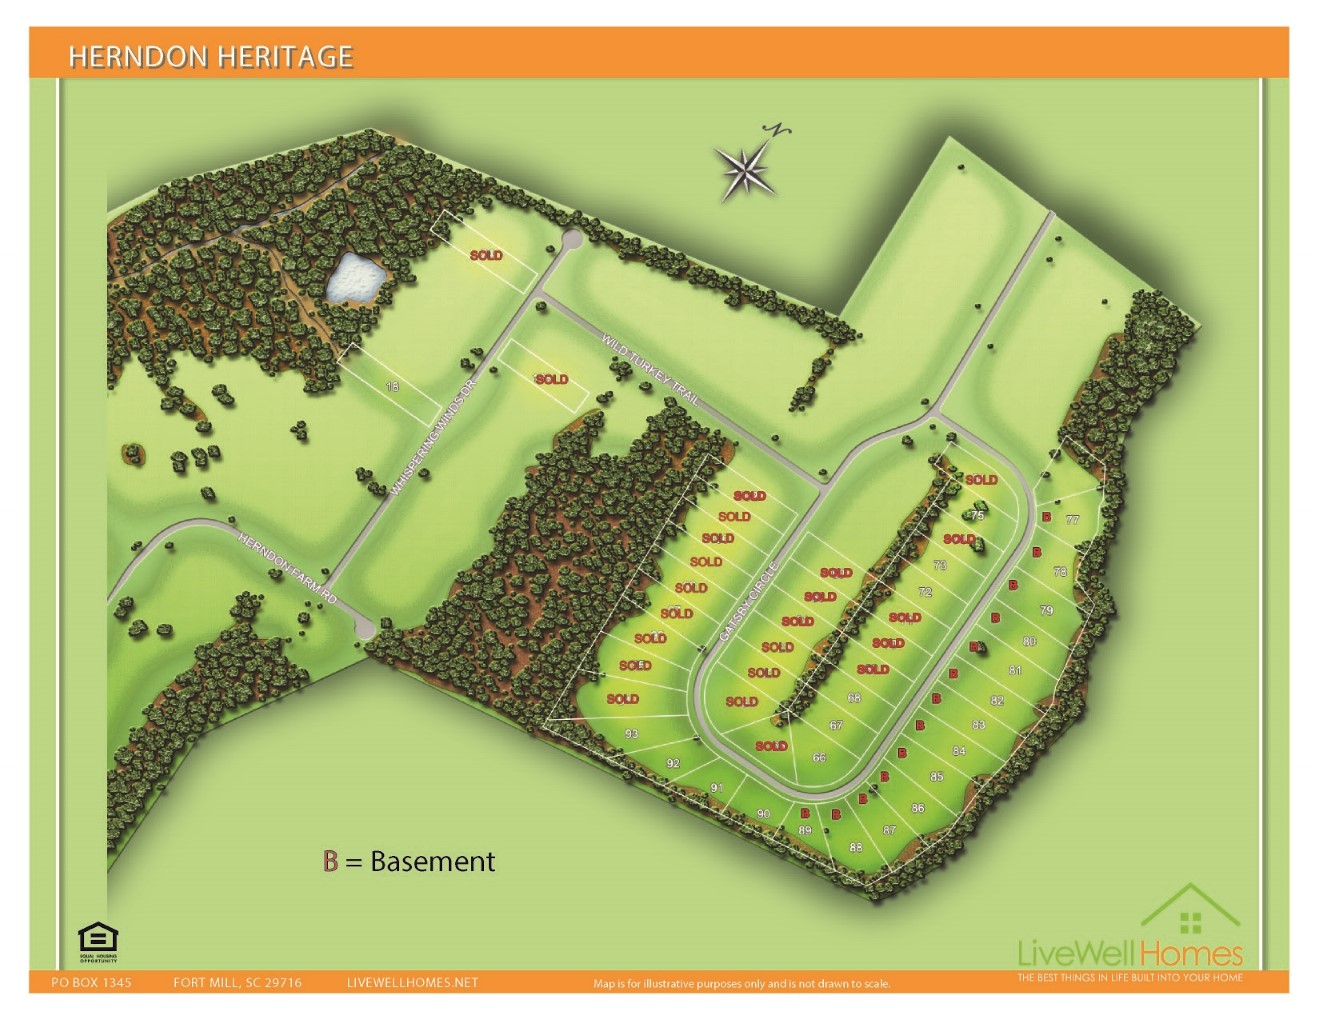 HERNDON HERITAGE
N
SOLD
SOLD
18
WILD TURKEY TRAIL
WHISPERING WINDS DR
HERNDON FARM RD
GATSBY CIRCLE
SOLD
SOLD
SOLD
SOLD
SOLD
SOLD
SOLD
SOLD
SOLD
93
92
91
90
89
88
87
86
85
84
83
82
81
80
79
78
77
B
B
B
B
B
B
B
B
B
B
B
B
B
SOLD
75
SOLD
73
72
SOLD
SOLD
SOLD
68
67
66
SOLD
SOLD
SOLD
SOLD
SOLD
SOLD
SOLD
B = Basement
EQUAL HOUSING
OPPORTUNITY
LiveWellHomes
THE BEST THINGS IN LIFE BUILT INTO YOUR HOME
PO BOX 1345 FORT MILL, SC 29716 LIVEWELLHOMES.NET Map is for illustrative purposes only and is not drawn to scale.